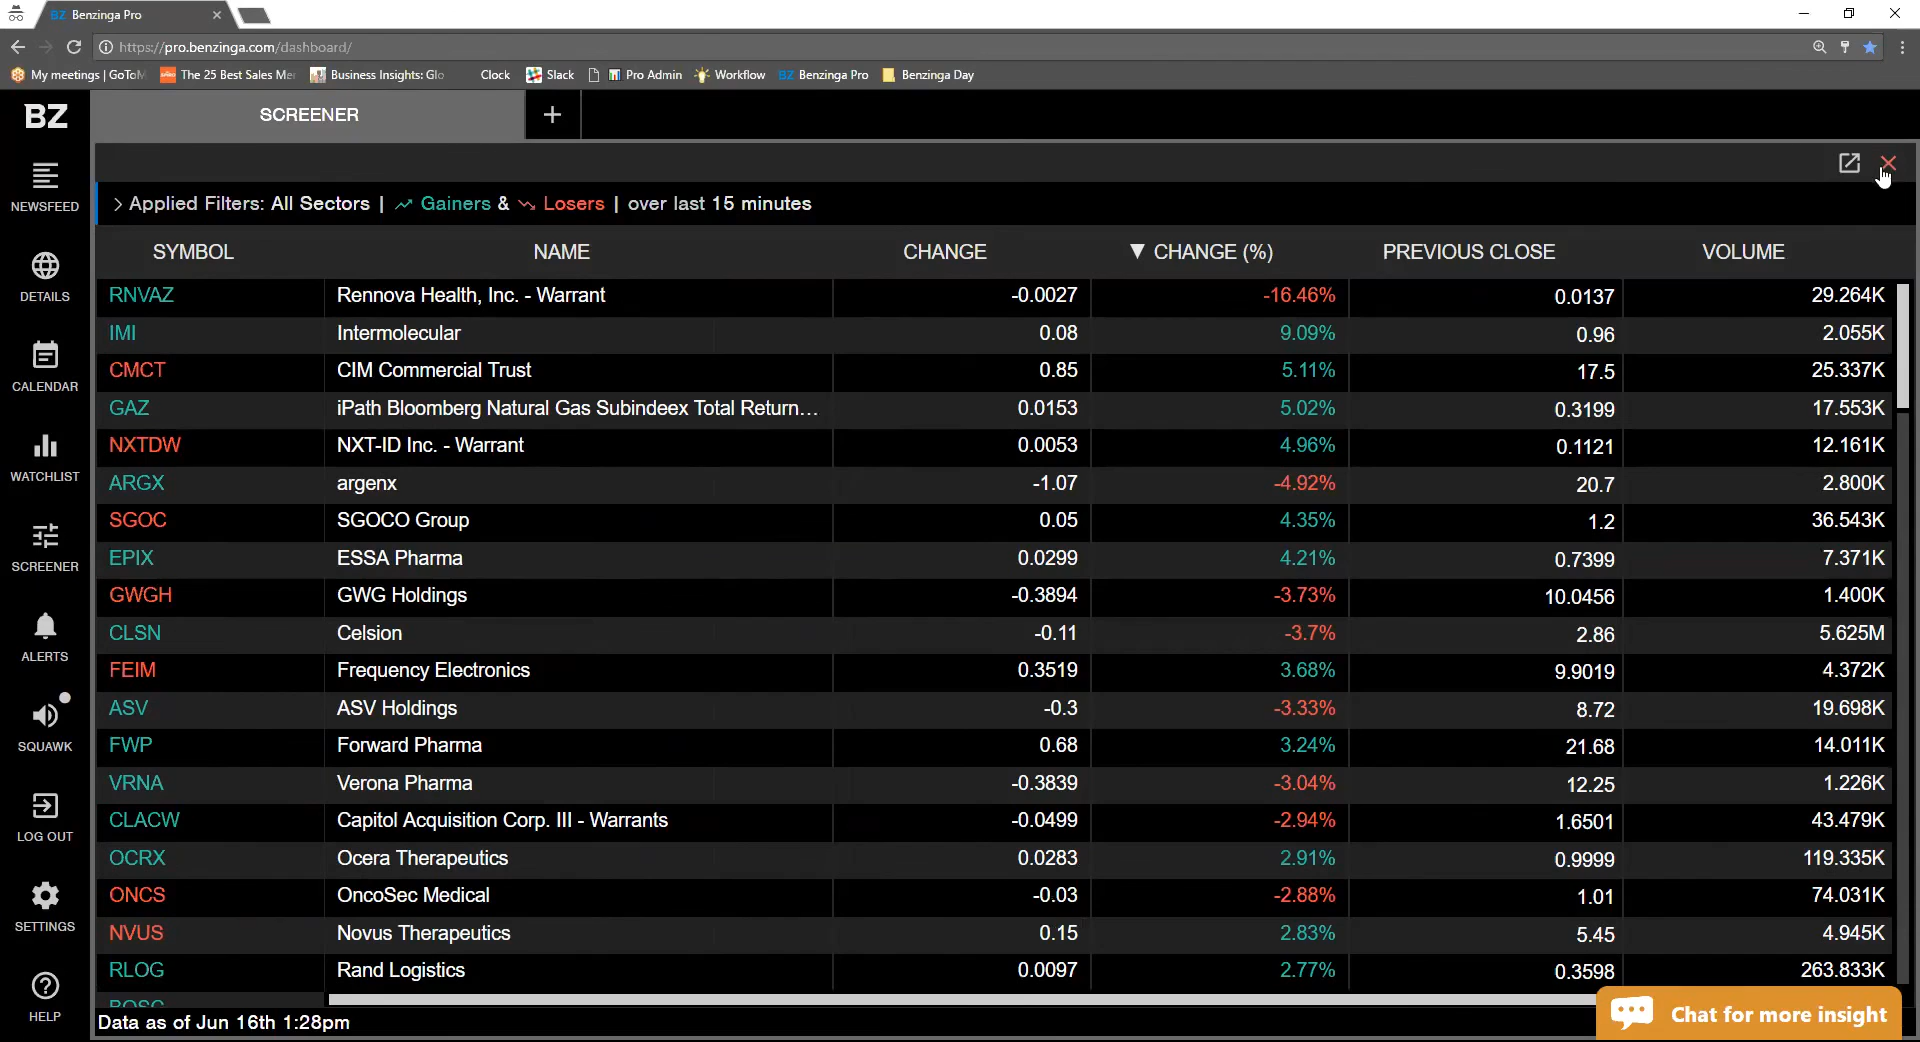 BZ Benzinga Pro
https://pro.benzinga.com/dashboard/
My meetings | GoToM
The 25 Best Sales Me
Business Insights: Glo
Clock
Slack
Pro Admin
Workflow
BZ Benzinga Pro
Benzinga Day
BZ
SCREENER
+
NEWSFEED
DETAILS
CALENDAR
WATCHLIST
SCREENER
ALERTS
SQUAWK
LOG OUT
SETTINGS
HELP
Applied Filters: All Sectors | Gainers & Losers | over last 15 minutes
SYMBOL NAME CHANGE ▼ CHANGE (%) PREVIOUS CLOSE VOLUME
RNVAZ Rennova Health, Inc. - Warrant -0.0027 -16.46% 0.0137 29.264K
IMI Intermolecular 0.08 9.09% 0.96 2.055K
CMCT CIM Commercial Trust 0.85 5.11% 17.5 25.337K
GAZ iPath Bloomberg Natural Gas Subindeex Total Return... 0.0153 5.02% 0.3199 17.553K
NXTDW NXT-ID Inc. - Warrant 0.0053 4.96% 0.1121 12.161K
ARGX argenx -1.07 -4.92% 20.7 2.800K
SGOC SGOCO Group 0.05 4.35% 1.2 36.543K
EPIX ESSA Pharma 0.0299 4.21% 0.7399 7.371K
GWGH GWG Holdings -0.3894 -3.73% 10.0456 1.400K
CLSN Celsion -0.11 -3.7% 2.86 5.625M
FEIM Frequency Electronics 0.3519 3.68% 9.9019 4.372K
ASV ASV Holdings -0.3 -3.33% 8.72 19.698K
FWP Forward Pharma 0.68 3.24% 21.68 14.011K
VRNA Verona Pharma -0.3839 -3.04% 12.25 1.226K
CLACW Capitol Acquisition Corp. III - Warrants -0.0499 -2.94% 1.6501 43.479K
OCRX Ocera Therapeutics 0.0283 2.91% 0.9999 119.335K
ONCS OncoSec Medical -0.03 -2.88% 1.01 74.031K
NVUS Novus Therapeutics 0.15 2.83% 5.45 4.945K
RLOG Rand Logistics 0.0097 2.77% 0.3598 263.833K
Data as of Jun 16th 1:28pm
Chat for more insight